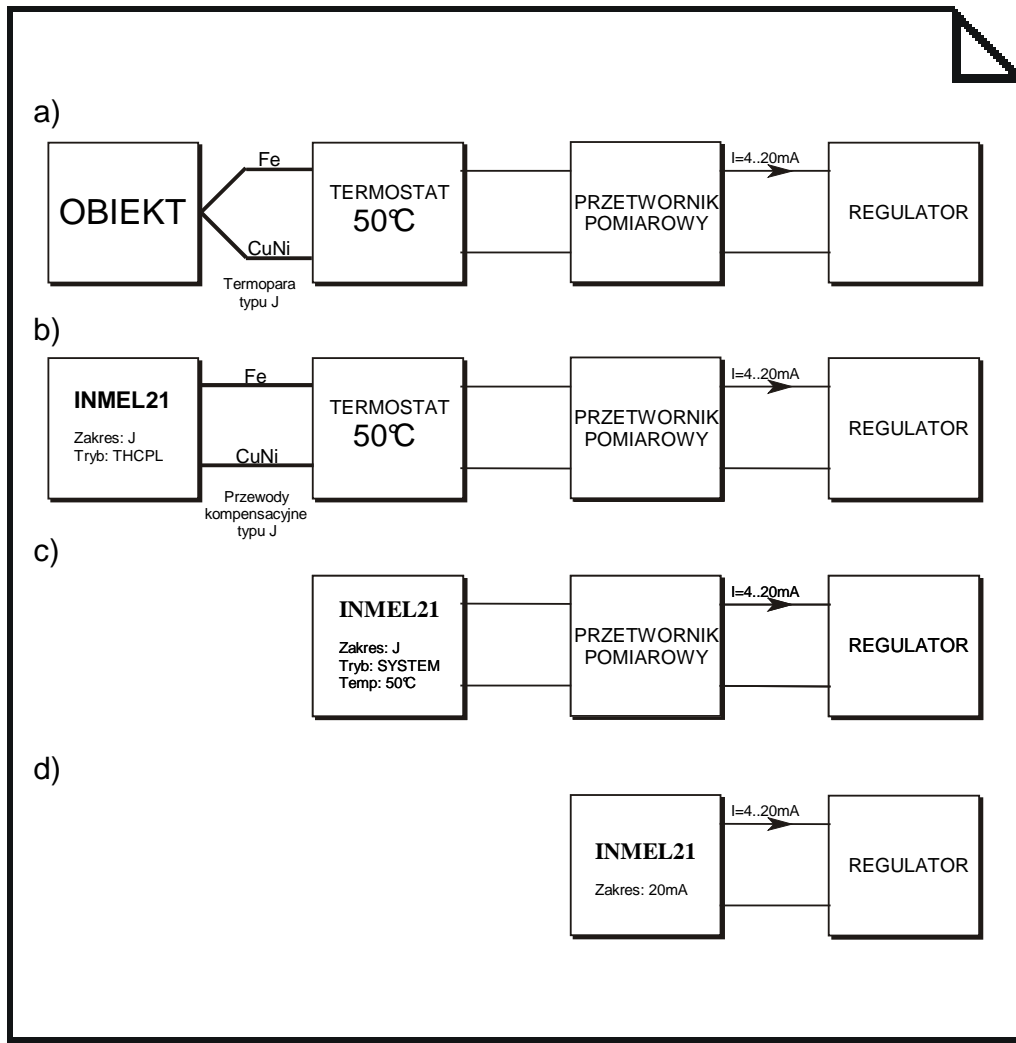 a)
OBIEKT
Fe
CuNi
Termopara
typu J
TERMOSTAT
50°C
PRZETWORNIK
POMIAROWY
I=4..20mA
REGULATOR
b)
INMEL21
Zakres: J
Tryb: THCPL
Fe
CuNi
Przewody
kompensacyjne
typu J
TERMOSTAT
50°C
PRZETWORNIK
POMIAROWY
I=4..20mA
REGULATOR
c)
INMEL21
Zakres: J
Tryb: SYSTEM
Temp: 50°C
PRZETWORNIK
POMIAROWY
I=4..20mA
REGULATOR
d)
INMEL21
Zakres: 20mA
I=4..20mA
REGULATOR